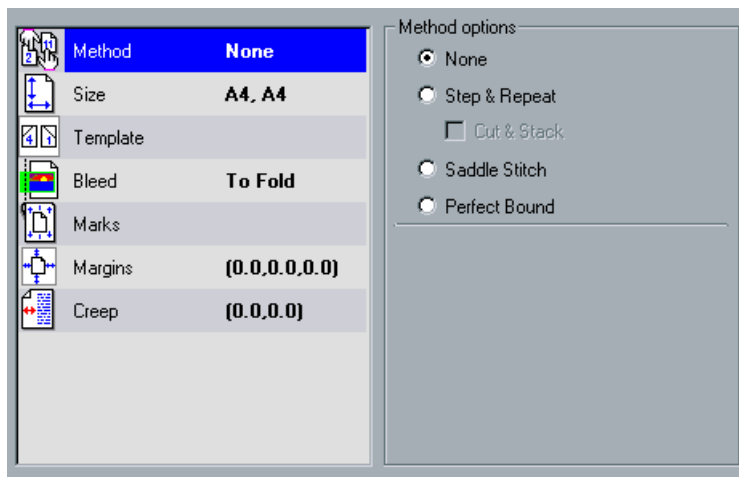 Method None
Size A4, A4
Template
Bleed To Fold
Marks
Margins (0.0,0.0,0.0)
Creep (0.0,0.0)
Method options
None
Step & Repeat
Cut & Stack
Saddle Stitch
Perfect Bound